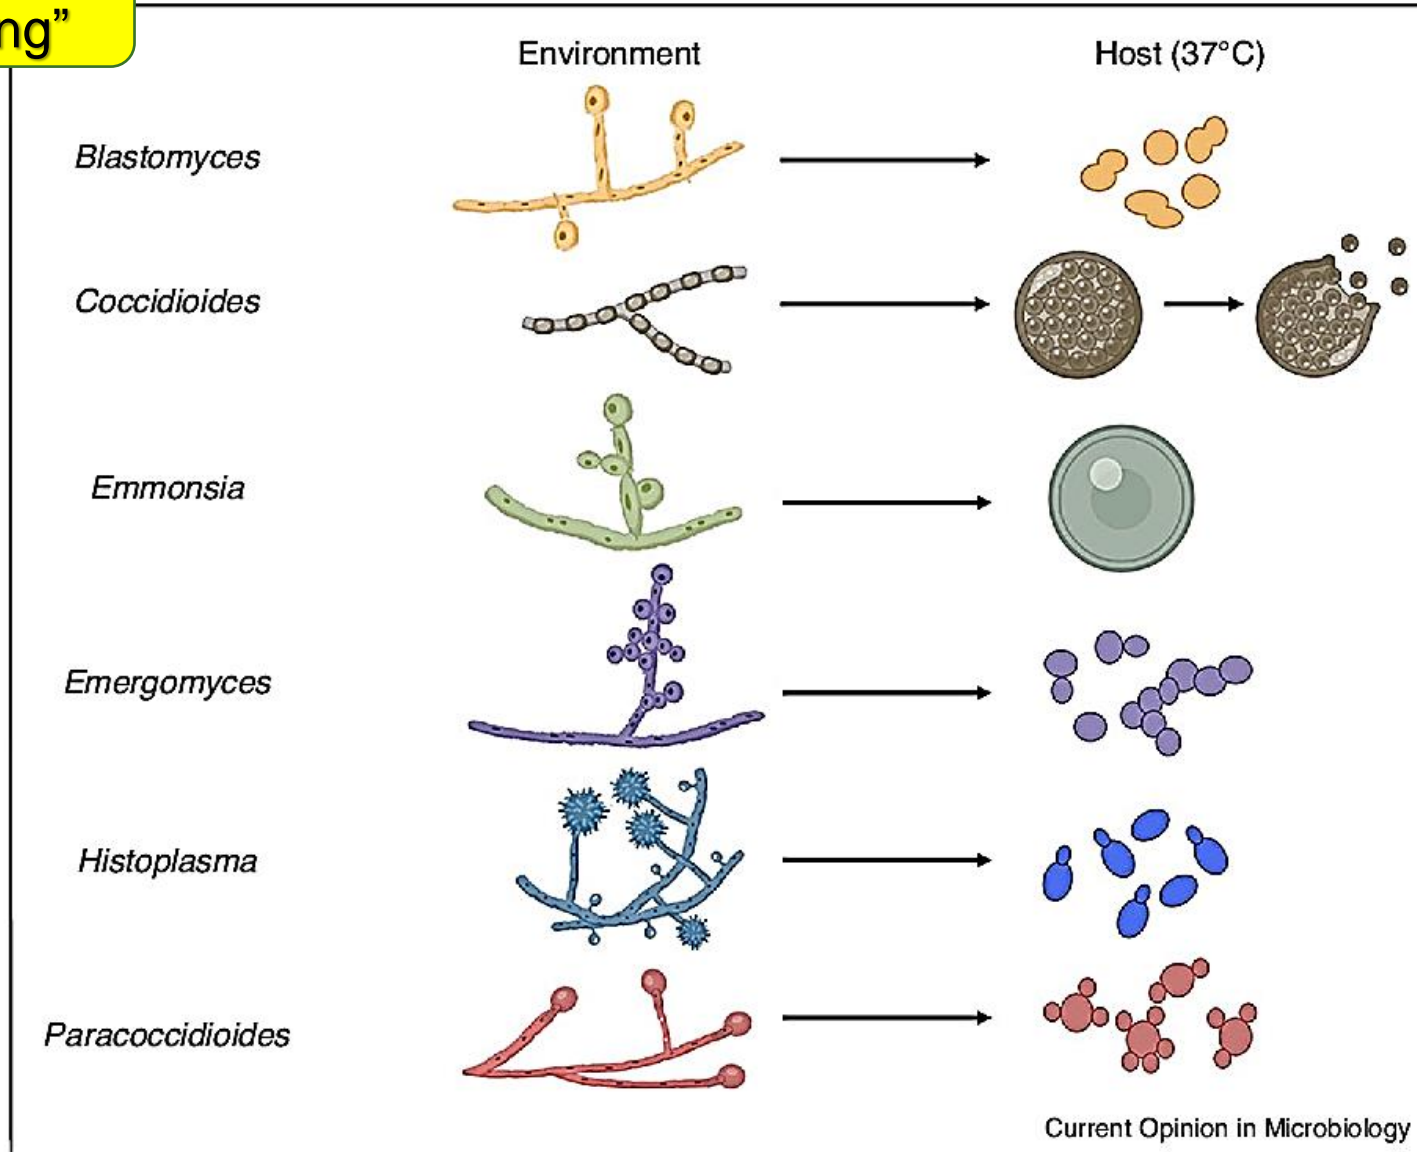 ng”
Environment Host (37°C)
Blastomyces
Coccidioides
Emmonsia
Emergomyces
Histoplasma
Paracoccidioides
Current Opinion in Microbiology